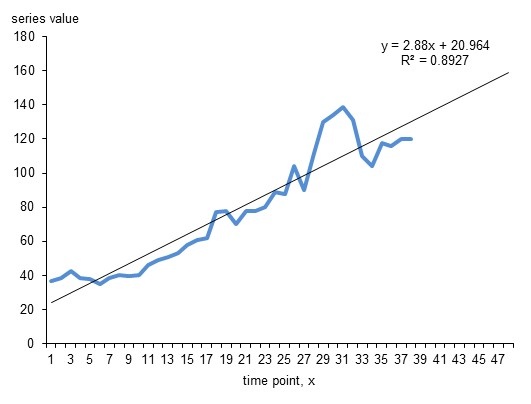 series value
y = 2.88x + 20.964
R² = 0.8927
180
160
140
120
100
80
60
40
20
0
1 3 5 7 9 11 13 15 17 19 21 23 25 27 29 31 33 35 37 39 41 43 45 47
time point, x